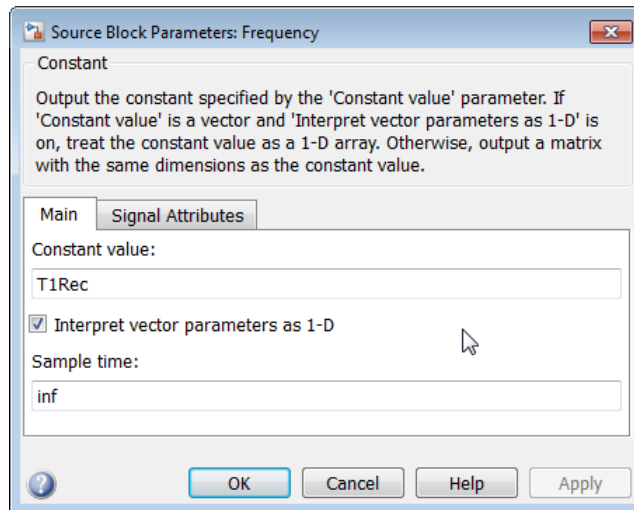 Source Block Parameters: Frequency
Constant
Output the constant specified by the 'Constant value' parameter. If
'Constant value' is a vector and 'Interpret vector parameters as 1-D' is
on, treat the constant value as a 1-D array. Otherwise, output a matrix
with the same dimensions as the constant value.
Main Signal Attributes
Constant value:
T1Rec
Interpret vector parameters as 1-D
Sample time:
inf
OK Cancel Help Apply